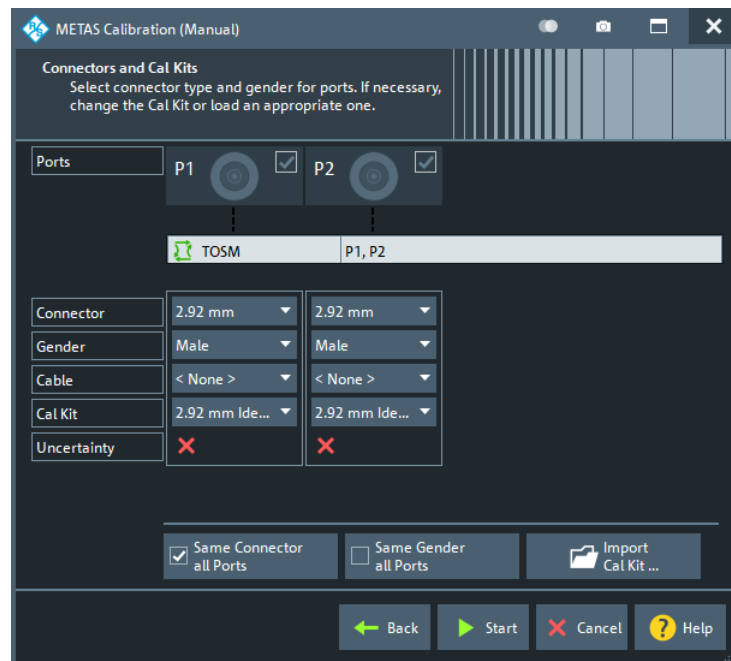 METAS Calibration (Manual)
Connectors and Cal Kits
Select connector type and gender for ports. If necessary,
change the Cal Kit or load an appropriate one.
Ports
P1
P2
TOSM P1, P2
Connector 2.92 mm 2.92 mm
Gender Male Male
Cable < None > < None >
Cal Kit 2.92 mm Ide... 2.92 mm Ide...
Uncertainty
Same Connector
all Ports
Same Gender
all Ports
Import
Cal Kit ...
Back Start Cancel ? Help